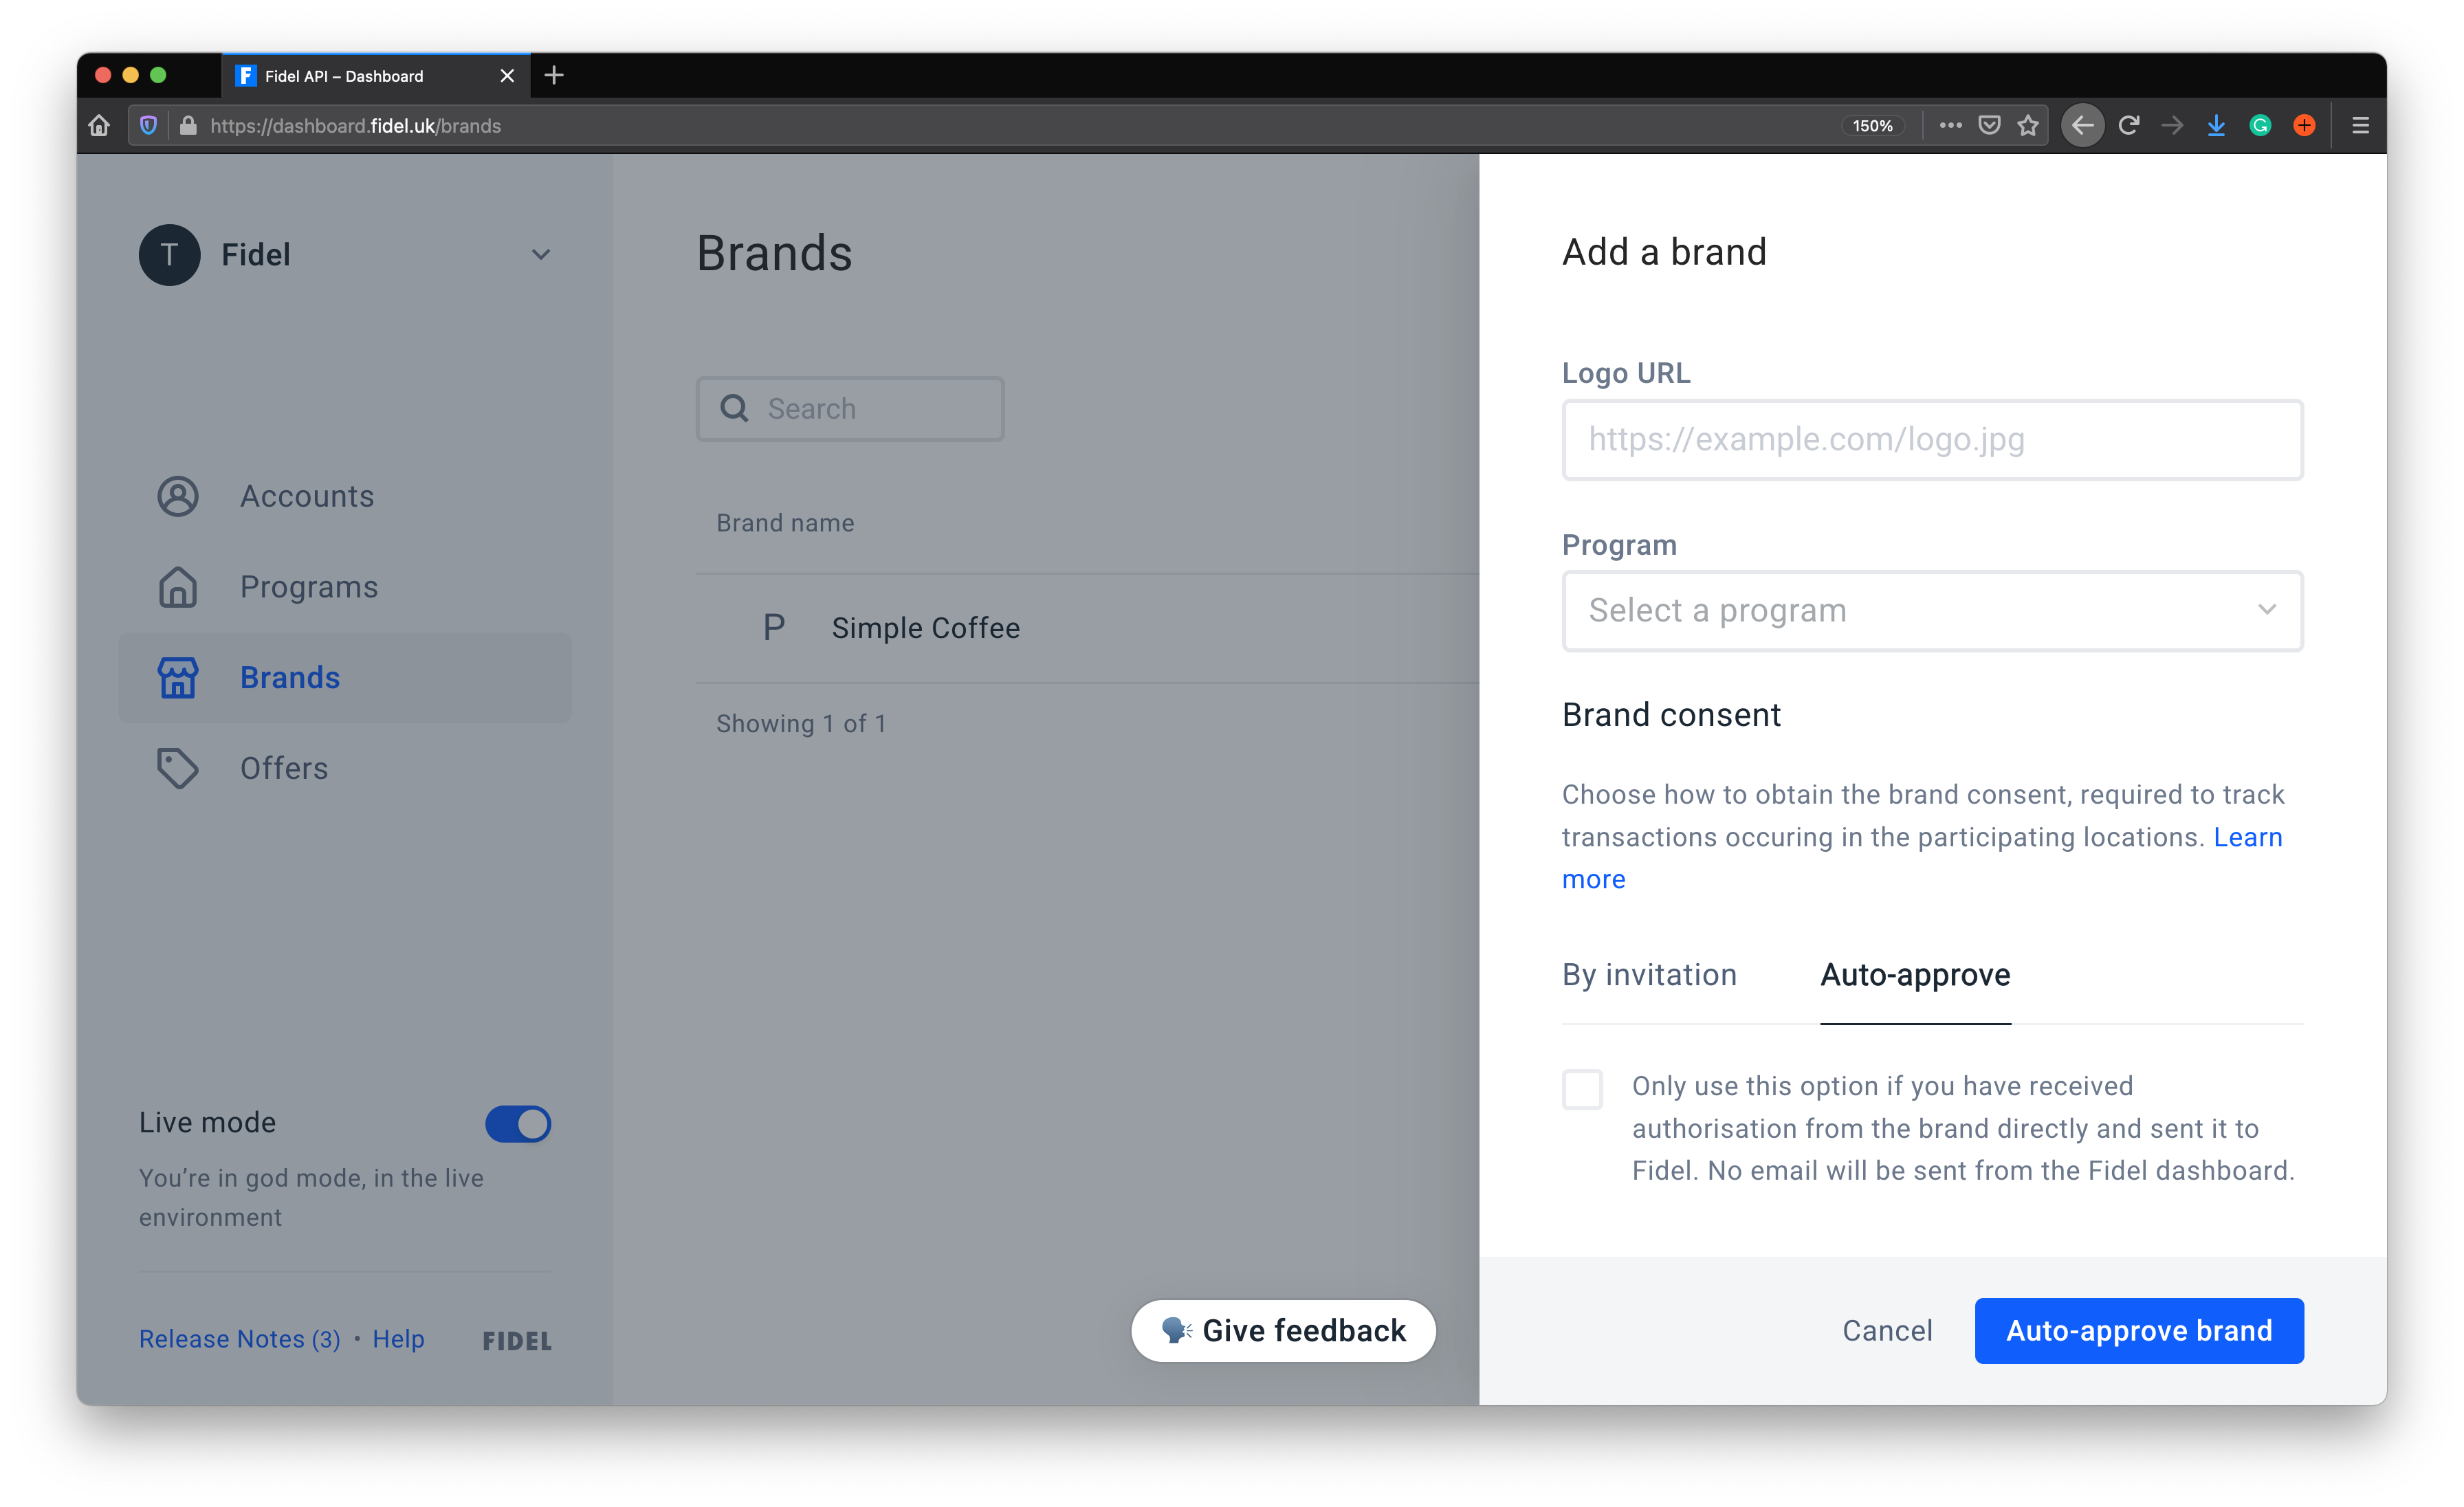 Fidel API – Dashboard
https://dashboard.fidel.uk/brands
150%
T
Fidel
Accounts
Programs
Brands
Offers
Live mode
You’re in god mode, in the live
environment
Release Notes (3) • Help
FIDEL
Brands
Search
Brand name
P
Simple Coffee
Showing 1 of 1
Give feedback
Add a brand
Logo URL
https://example.com/logo.jpg
Program
Select a program
Brand consent
Choose how to obtain the brand consent, required to track
transactions occuring in the participating locations. Learn
more
By invitation
Auto-approve
Only use this option if you have received
authorisation from the brand directly and sent it to
Fidel. No email will be sent from the Fidel dashboard.
Cancel
Auto-approve brand